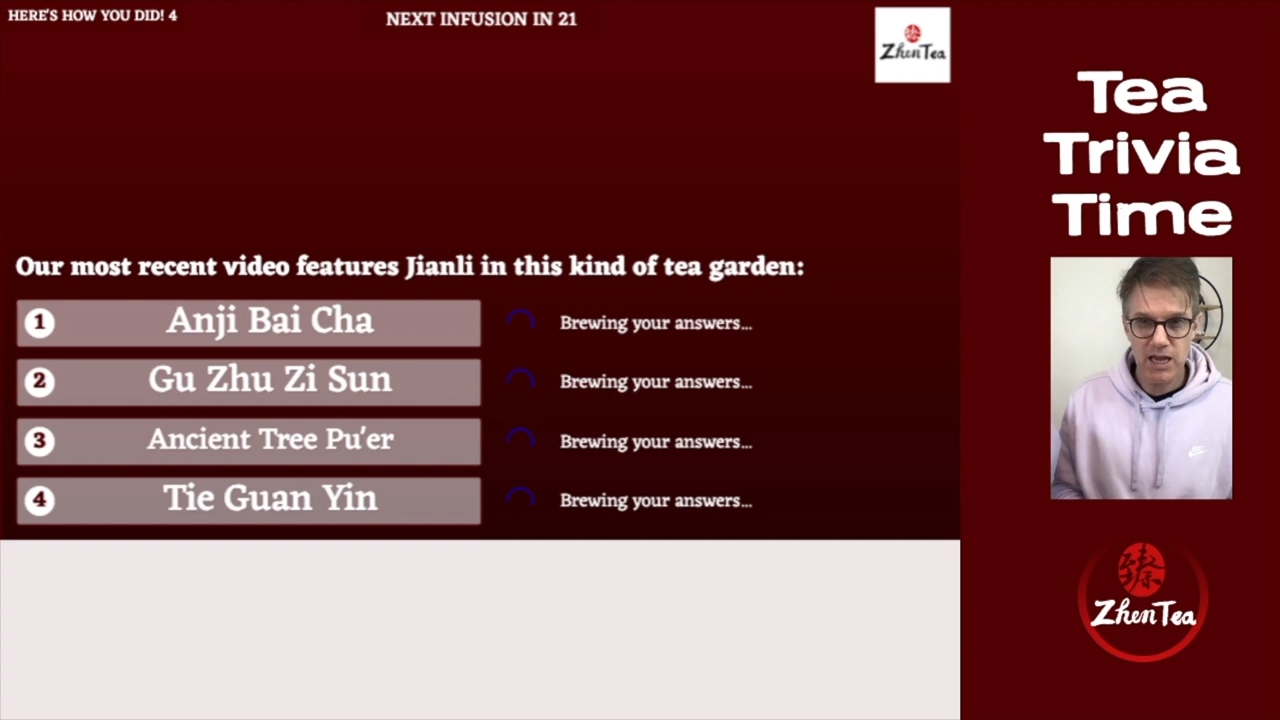 HERE'S HOW YOU DID! 4
NEXT INFUSION IN 21
ZhenTea
Tea
Trivia
Time
Our most recent video features Jianli in this kind of tea garden:
1 Anji Bai Cha Brewing your answers...
2 Gu Zhu Zi Sun Brewing your answers...
3 Ancient Tree Pu'er Brewing your answers...
4 Tie Guan Yin Brewing your answers...
臻
ZhenTea